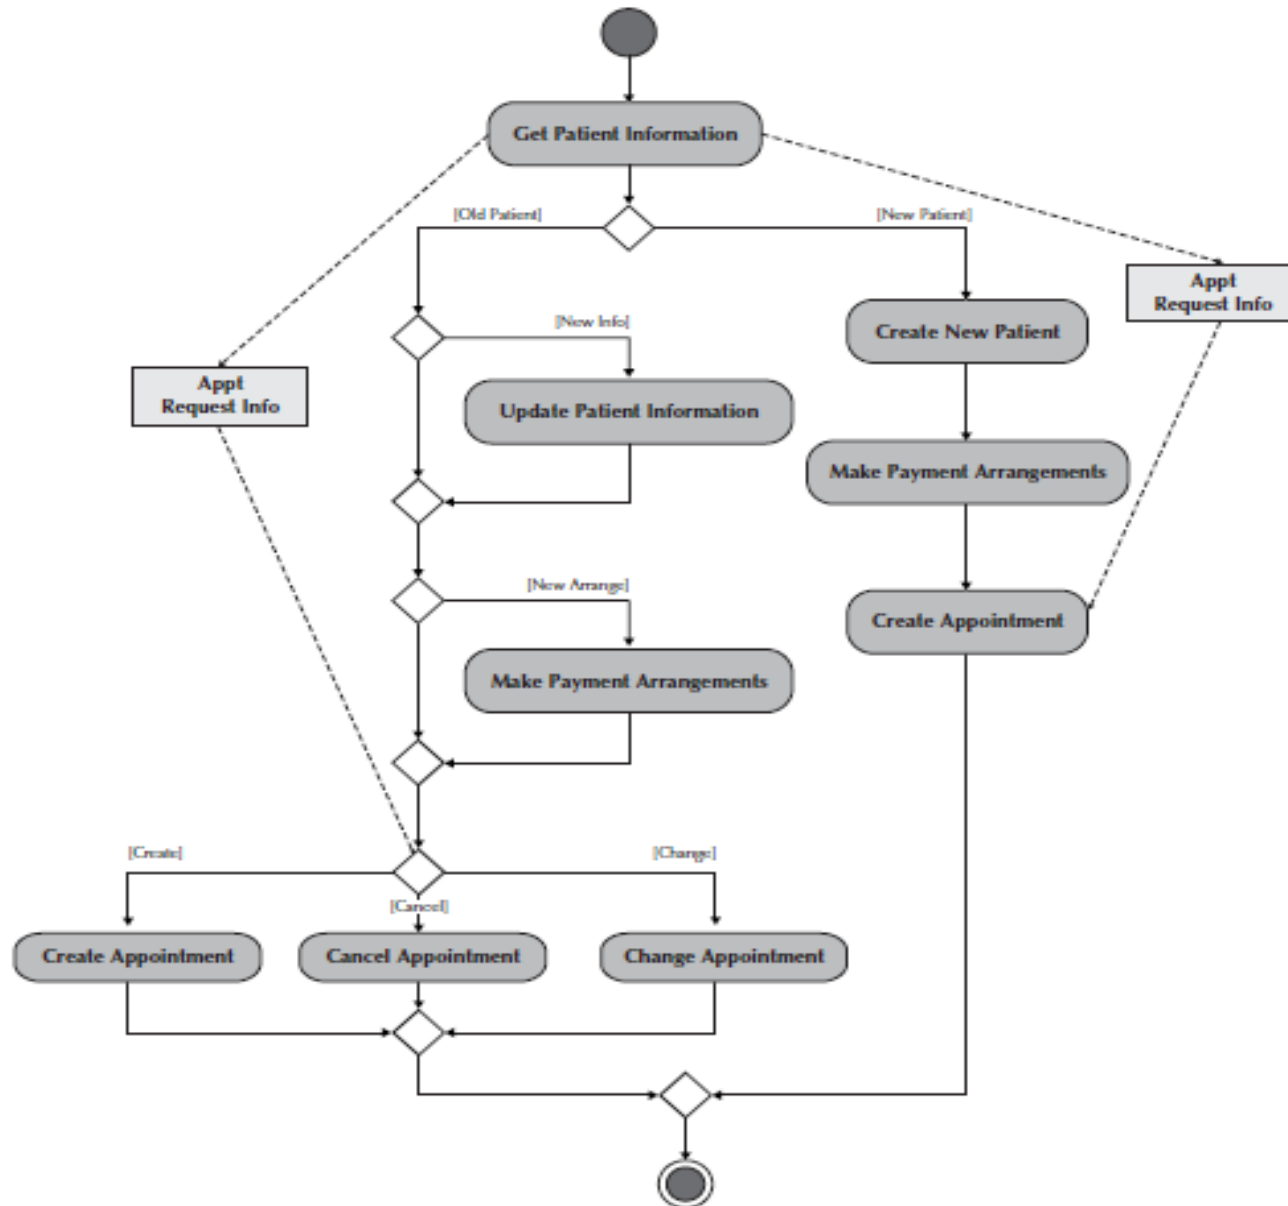 Get Patient Information
[Old Patient]
[New Patient]
Appt
Request Info
[New Info]
Create New Patient
Appt
Request Info
Update Patient Information
Make Payment Arrangements
[New Arrange]
Create Appointment
Make Payment Arrangements
[Create]
[Change]
[Cancel]
Create Appointment
Cancel Appointment
Change Appointment